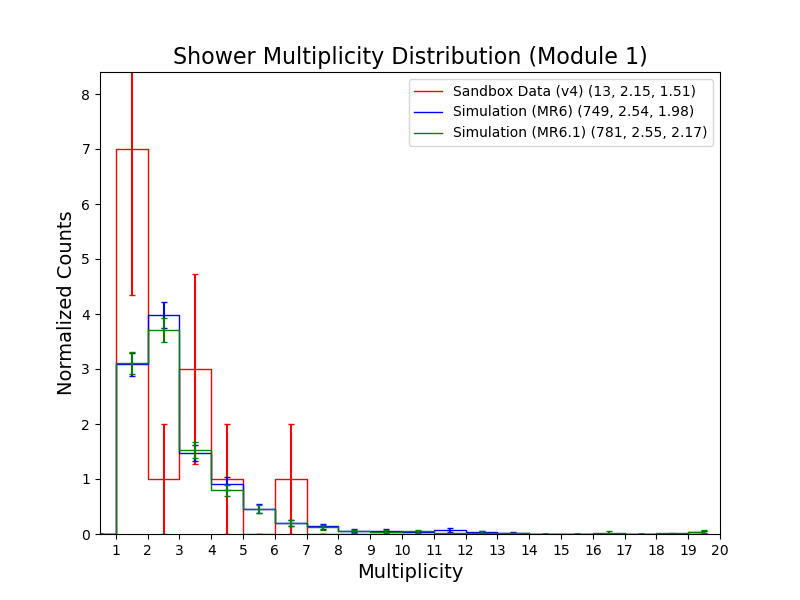 Shower Multiplicity Distribution (Module 1)
Sandbox Data (v4) (13, 2.15, 1.51)
Simulation (MR6) (749, 2.54, 1.98)
Simulation (MR6.1) (781, 2.55, 2.17)
Normalized Counts
8
7
6
5
4
3
2
1
0
1 2 3 4 5 6 7 8 9 10 11 12 13 14 15 16 17 18 19 20
Multiplicity